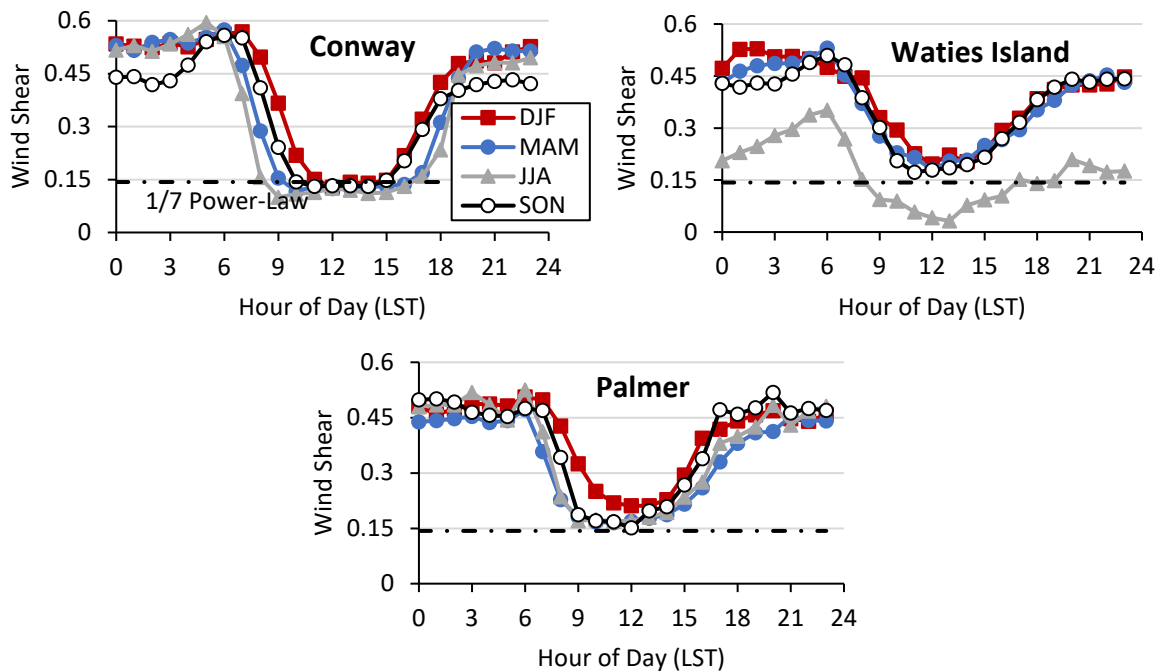 Conway
Wind Shear
0.6
0.45
0.3
0.15
0
1/7 Power-Law
DJF
MAM
JJA
SON
0 3 6 9 12 15 18 21 24
Hour of Day (LST)
Waties Island
Wind Shear
0.6
0.45
0.3
0.15
0
0 3 6 9 12 15 18 21 24
Hour of Day (LST)
Palmer
Wind Shear
0.6
0.45
0.3
0.15
0
0 3 6 9 12 15 18 21 24
Hour of Day (LST)